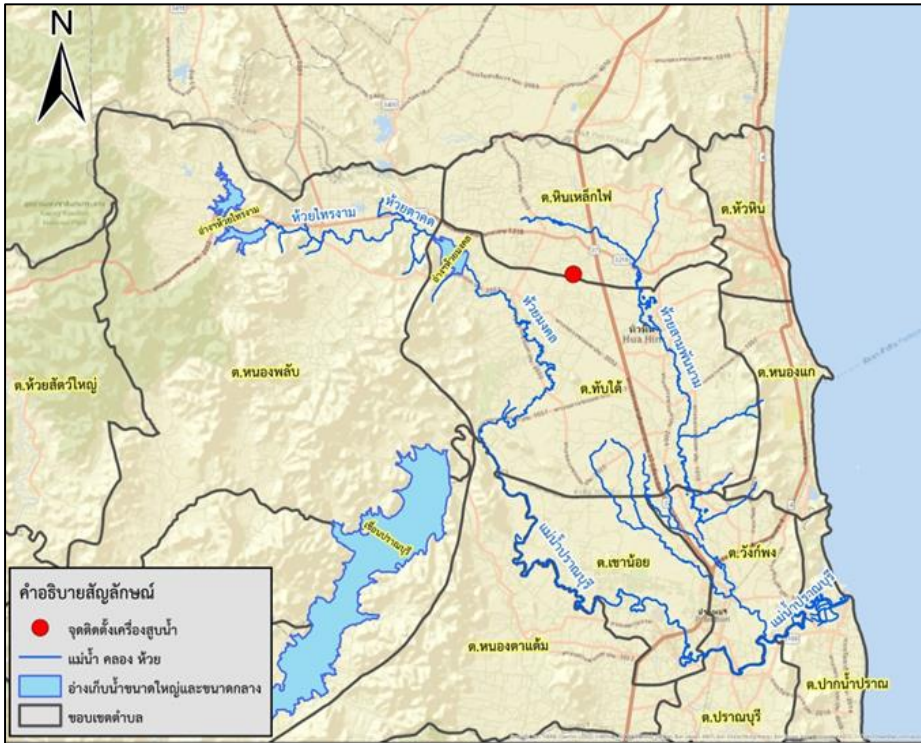 N
ต.หินเหล็กไฟ
ต.หัวหิน
อ่างฯห้วยไทรงาม
ห้วยไทรงาม
ห้วยตาคต
อ่างฯห้วยมงคล
3218
3219
ห้วยมงคล
ห้วยสามพันนาม
หัวหิน
Hua Hin
ต.ห้วยสัตว์ใหญ่
ต.หนองพลับ
ต.ทับใต้
ต.หนองแก
เขื่อนปราณบุรี
แม่น้ำปราณบุรี
ต.เขาน้อย
ต.วังก์พง
แม่น้ำปราณบุรี
ต.หนองตาแต้ม
ต.ปราณบุรี
ต.ปากน้ำปราณ
คำอธิบายสัญลักษณ์
จุดติดตั้งเครื่องสูบน้ำ
แม่น้ำ คลอง ห้วย
อ่างเก็บน้ำขนาดใหญ่และขนาดกลาง
ขอบเขตตำบล